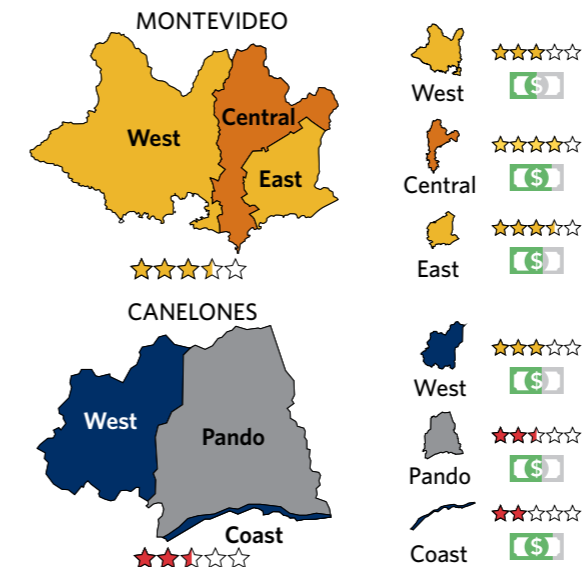 MONTEVIDEO
West
Central
East
West
$
Central
$
East
$
CANELONES
West
Pando
Coast
West
$
Pando
$
Coast
$